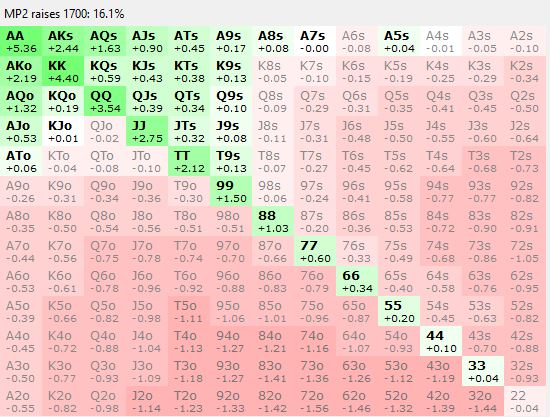 MP2 raises 1700: 16.1%
AA AKs AQs AJs ATs A9s A8s A7s A6s A5s A4s A3s A2s
+5.36 +2.44 +1.63 +0.90 +0.45 +0.17 +0.08 -0.00 -0.08 +0.04 -0.01 -0.05 -0.10
AKo KK KQs KJs KTs K9s K8s K7s K6s K5s K4s K3s K2s
+2.19 +4.40 +0.59 +0.43 +0.38 +0.13 -0.05 -0.10 -0.15 -0.19 -0.25 -0.29 -0.34
AQo KQo QQ QJs QTs Q9s Q8s Q7s Q6s Q5s Q4s Q3s Q2s
+1.32 +0.19 +3.54 +0.39 +0.34 +0.10 -0.09 -0.31 -0.35 -0.41 -0.41 -0.45 -0.50
AJo KJo QJo JJ JTs J9s J8s J7s J6s J5s J4s J3s J2s
+0.53 +0.01 -0.02 +2.75 +0.32 +0.08 -0.11 -0.31 -0.48 -0.50 -0.55 -0.60 -0.64
ATo KTo QTo JTo TT T9s T8s T7s T6s T5s T4s T3s T2s
+0.06 -0.04 -0.08 -0.10 +2.12 +0.13 -0.07 -0.27 -0.45 -0.62 -0.64 -0.68 -0.73
A9o K9o Q9o J9o T9o 99 98s 97s 96s 95s 94s 93s 92s
-0.26 -0.31 -0.34 -0.36 -0.30 +1.50 -0.06 -0.24 -0.41 -0.58 -0.77 -0.77 -0.82
A8o K8o Q8o J8o T8o 98o 88 87s 86s 85s 84s 83s 82s
-0.35 -0.50 -0.54 -0.58 -0.51 -0.51 +1.03 -0.20 -0.36 -0.53 -0.72 -0.90 -0.91
A7o K7o Q7o J7o T7o 97o 87o 77 76s 75s 74s 73s 72s
-0.44 -0.56 -0.75 -0.78 -0.74 -0.70 -0.66 +0.60 -0.33 -0.49 -0.68 -0.86 -1.05
A6o K6o Q6o J6o T6o 96o 86o 76o 66 65s 64s 63s 62s
-0.53 -0.61 -0.78 -0.96 -0.92 -0.88 -0.83 -0.79 +0.34 -0.40 -0.58 -0.76 -0.95
A5o K5o Q5o J5o T5o 95o 85o 75o 65o 55 54s 53s 52s
-0.39 -0.66 -0.82 -0.98 -1.11 -1.06 -1.01 -0.96 -0.87 +0.20 -0.45 -0.63 -0.82
A4o K4o Q4o J4o T4o 94o 84o 74o 64o 54o 44 43s 42s
-0.45 -0.72 -0.88 -1.04 -1.13 -1.27 -1.21 -1.16 -1.07 -0.93 +0.10 -0.70 -0.88
A3o K3o Q3o J3o T3o 93o 83o 73o 63o 53o 43o 33 32s
-0.50 -0.77 -0.93 -1.09 -1.18 -1.27 -1.41 -1.36 -1.26 -1.12 -1.19 +0.04 -0.93
A2o K2o Q2o J2o T2o 92o 82o 72o 62o 52o 42o 32o 22
-0.55 -0.82 -0.98 -1.14 -1.23 -1.33 -1.42 -1.56 -1.46 -1.32 -1.39 -1.44 -0.04